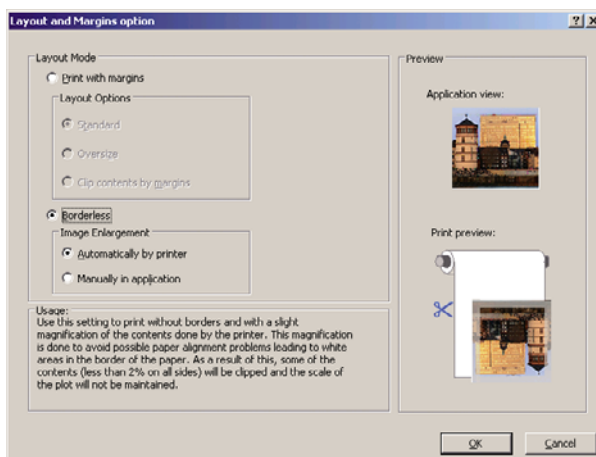 Layout and Margins option
Layout Mode
Print with margins
Layout Options
Standard
Oversize
Clip contents by margins
Borderless
Image Enlargement
Automatically by printer
Manually in application
Usage:
Use this setting to print without borders and with a slight
magnification of the contents done by the printer. This magnification
is done to avoid possible paper alignment problems leading to white
areas in the border of the paper. As a result of this, some of the
contents (less than 2% on all sides) will be clipped and the scale of
the plot will not be maintained.
Preview
Application view:
Print preview:
OK
Cancel